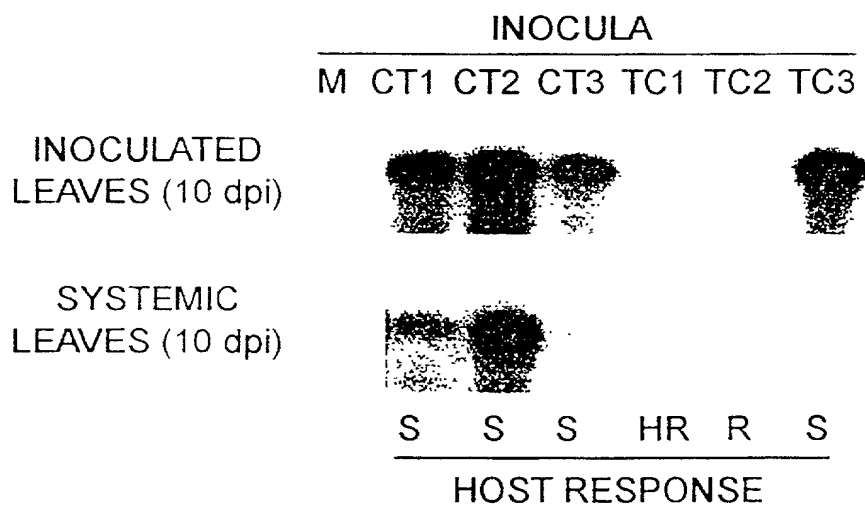 INOCULA
M CT1 CT2 CT3 TC1 TC2 TC3
INOCULATED
LEAVES (10 dpi)
SYSTEMIC
LEAVES (10 dpi)
S S S HR R S
HOST RESPONSE